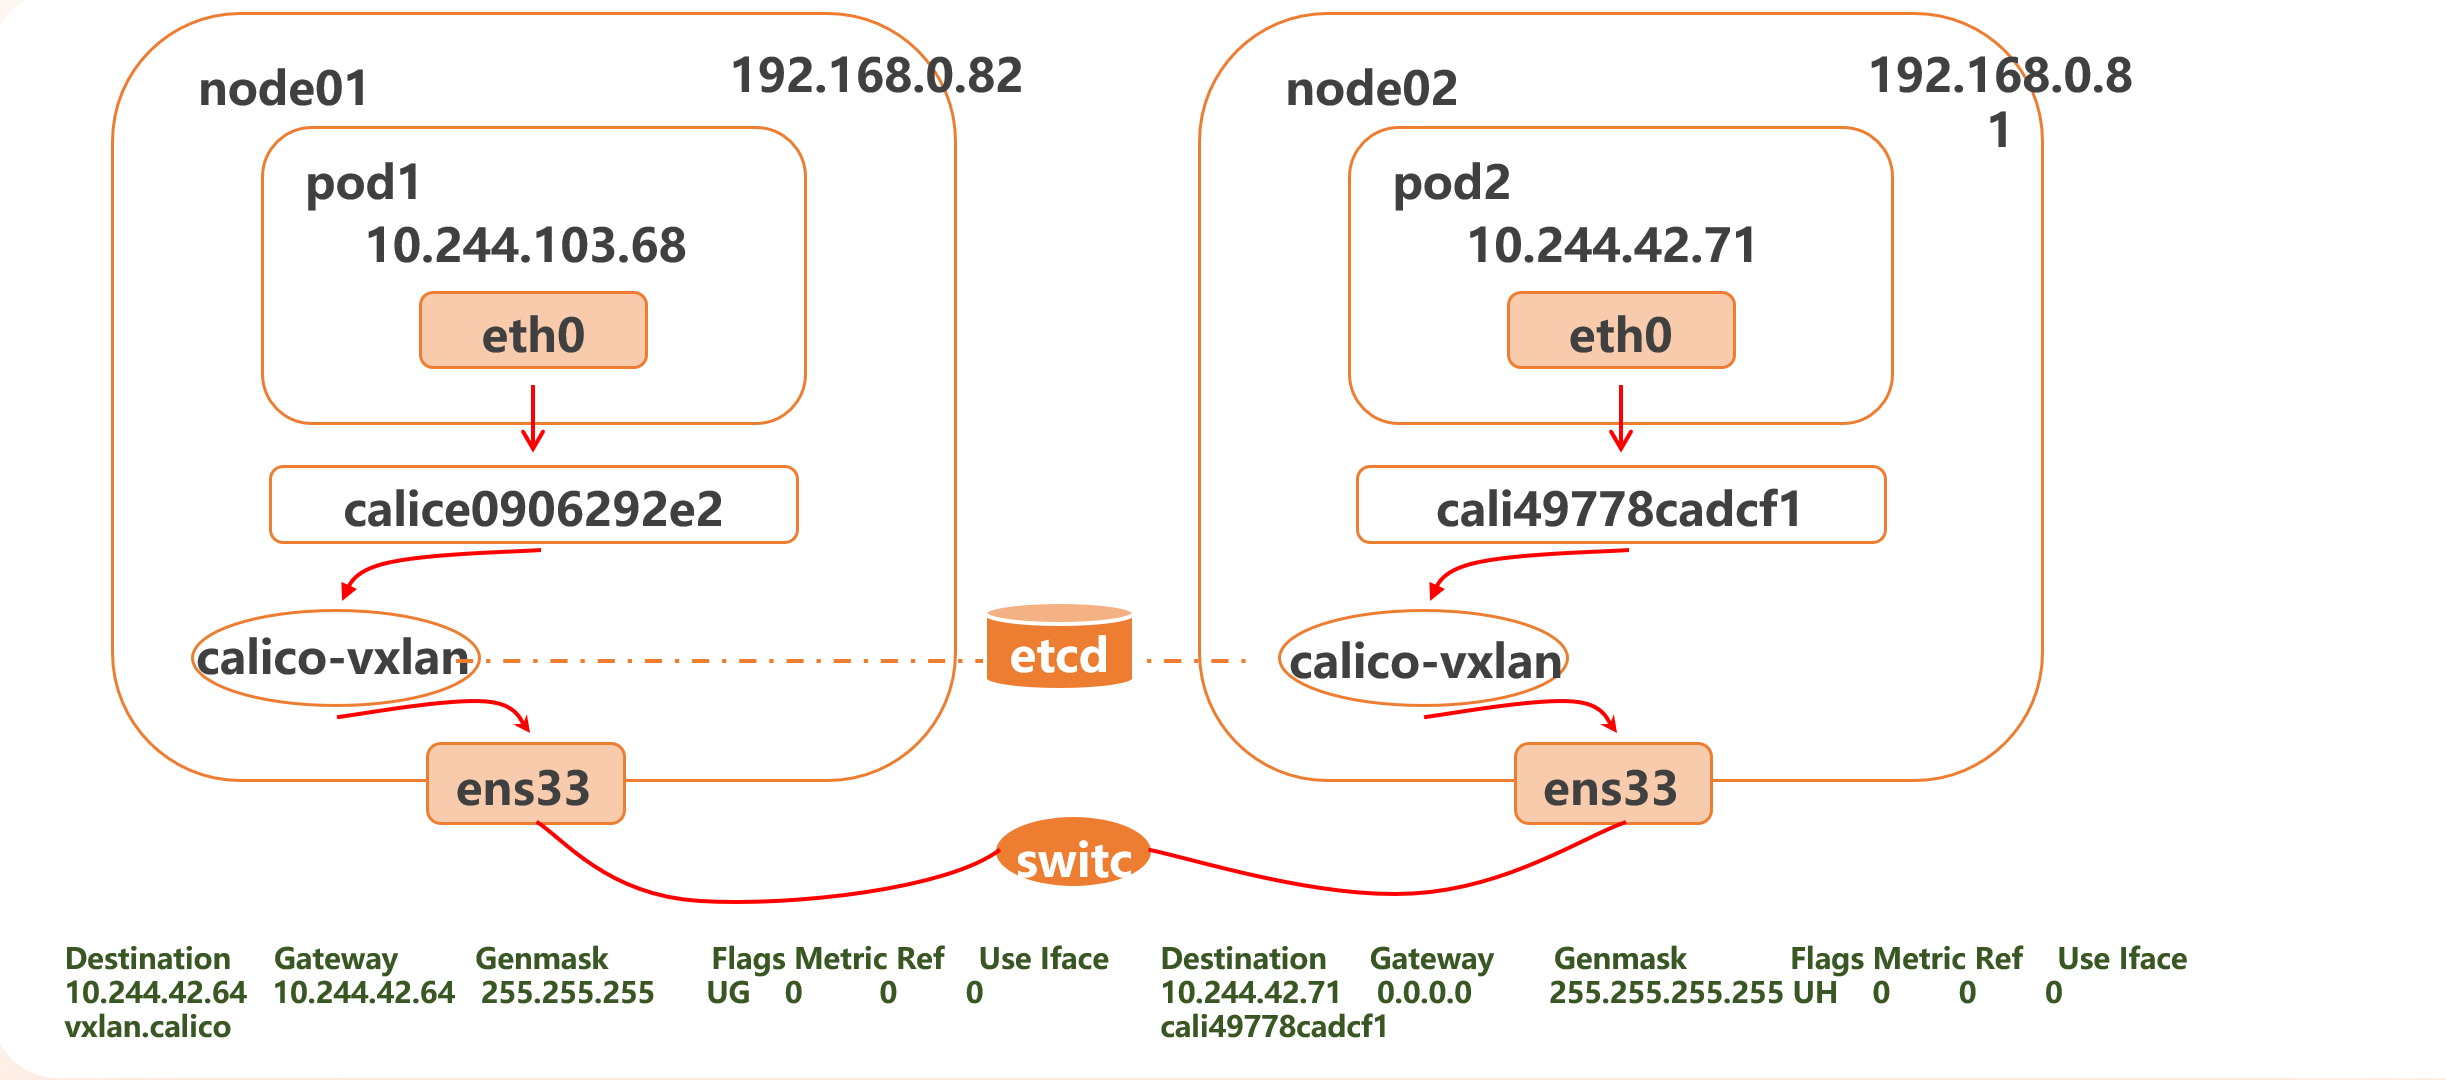 node01
192.168.0.82
pod1
10.244.103.68
eth0
calice0906292e2
calico-vxlan
ens33
etcd
switc
node02
192.168.0.8
1
pod2
10.244.42.71
eth0
cali49778cadcf1
calico-vxlan
ens33
Destination Gateway Genmask Flags Metric Ref Use Iface
10.244.42.64 10.244.42.64 255.255.255 UG 0 0 0
vxlan.calico
Destination Gateway Genmask Flags Metric Ref Use Iface
10.244.42.71 0.0.0.0 255.255.255.255 UH 0 0 0
cali49778cadcf1